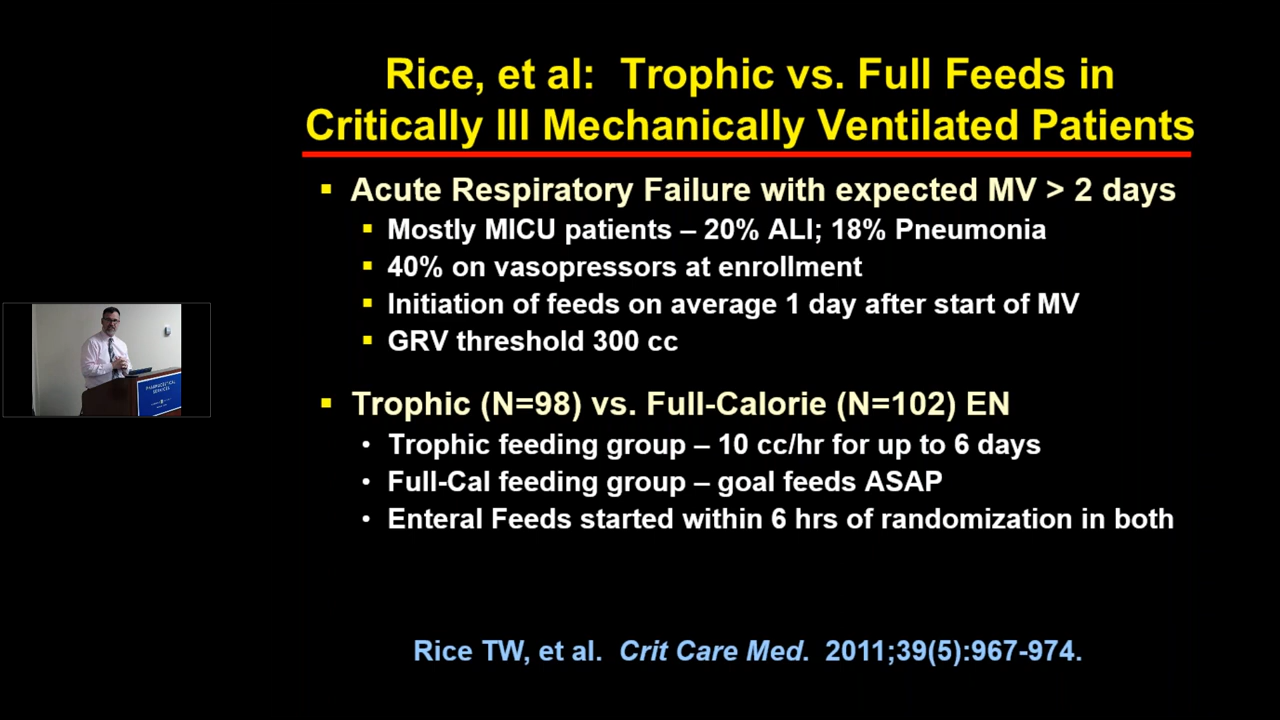 Rice, et al: Trophic vs. Full Feeds in
Critically Ill Mechanically Ventilated Patients
▪ Acute Respiratory Failure with expected MV > 2 days
▪ Mostly MICU patients – 20% ALI; 18% Pneumonia
▪ 40% on vasopressors at enrollment
▪ Initiation of feeds on average 1 day after start of MV
▪ GRV threshold 300 cc
▪ Trophic (N=98) vs. Full-Calorie (N=102) EN
• Trophic feeding group – 10 cc/hr for up to 6 days
• Full-Cal feeding group – goal feeds ASAP
• Enteral Feeds started within 6 hrs of randomization in both
PHARMACEUTICAL
SERVICES
Rice TW, et al. Crit Care Med. 2011;39(5):967-974.